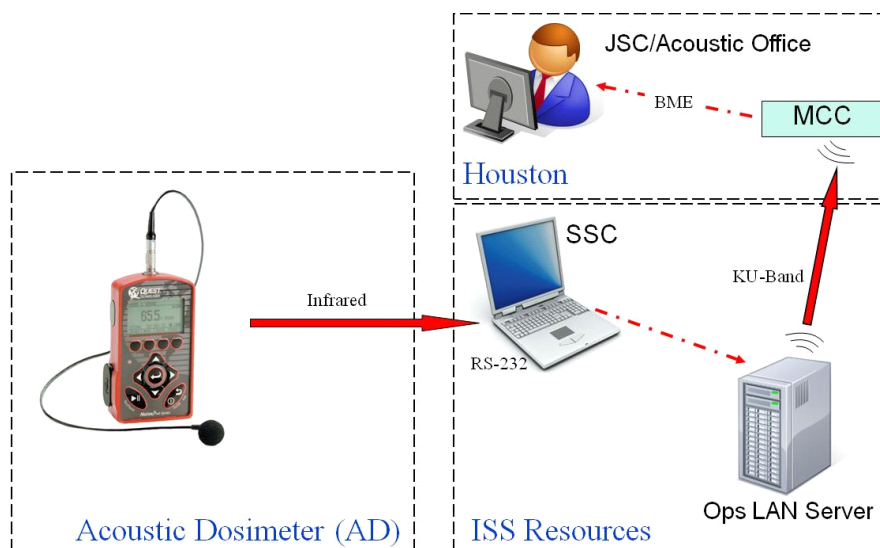 JSC/Acoustic Office
BME
MCC
Houston
SSC
KU-Band
Infrared
RS-232
QUEST
Ops LAN Server
Acoustic Dosimeter (AD)
ISS Resources